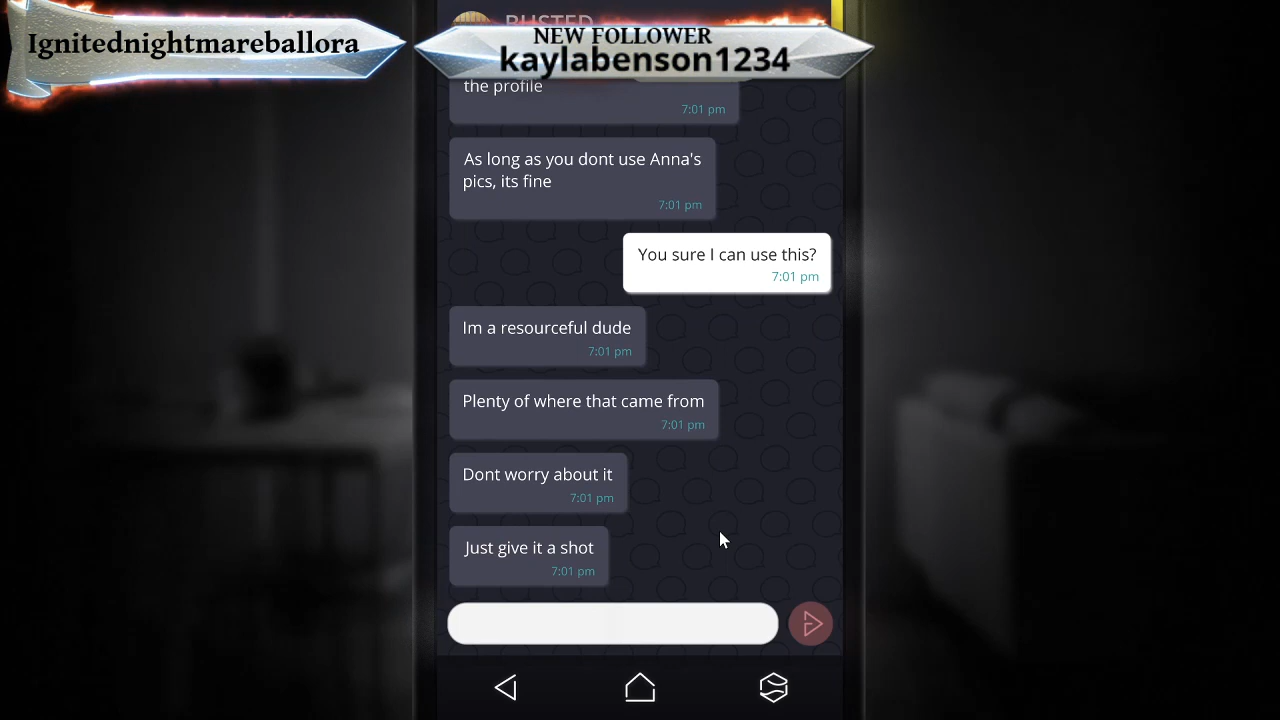 Ignitednightmareballora
NEW FOLLOWER
kaylabenson1234
BUSTED
the profile
7:01 pm
As long as you dont use Anna's
pics, its fine
7:01 pm
You sure I can use this?
7:01 pm
Im a resourceful dude
7:01 pm
Plenty of where that came from
7:01 pm
Dont worry about it
7:01 pm
Just give it a shot
7:01 pm